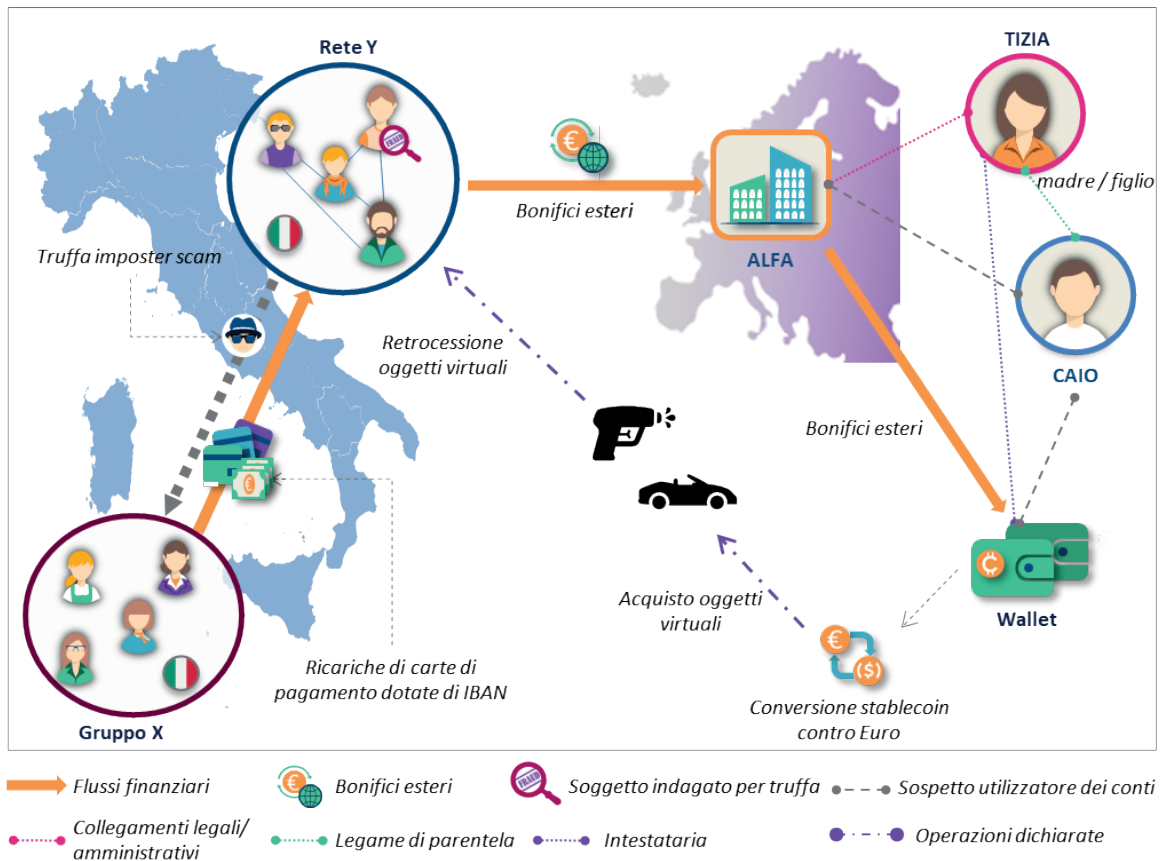 Rete Y
TIZIA
Bonifici esteri
madre / figlio
Truffa imposter scam
ALFA
FRAUD
Retrocessione
oggetti virtuali
CAIO
Bonifici esteri
Acquisto oggetti
virtuali
Wallet
Ricariche di carte di
pagamento dotate di IBAN
Conversione stablecoin
contro Euro
Gruppo X
Flussi finanziari
Bonifici esteri
FRAUD
Soggetto indagato per truffa
Sospetto utilizzatore dei conti
Collegamenti legali/
amministrativi
Legame di parentela
Intestataria
Operazioni dichiarate